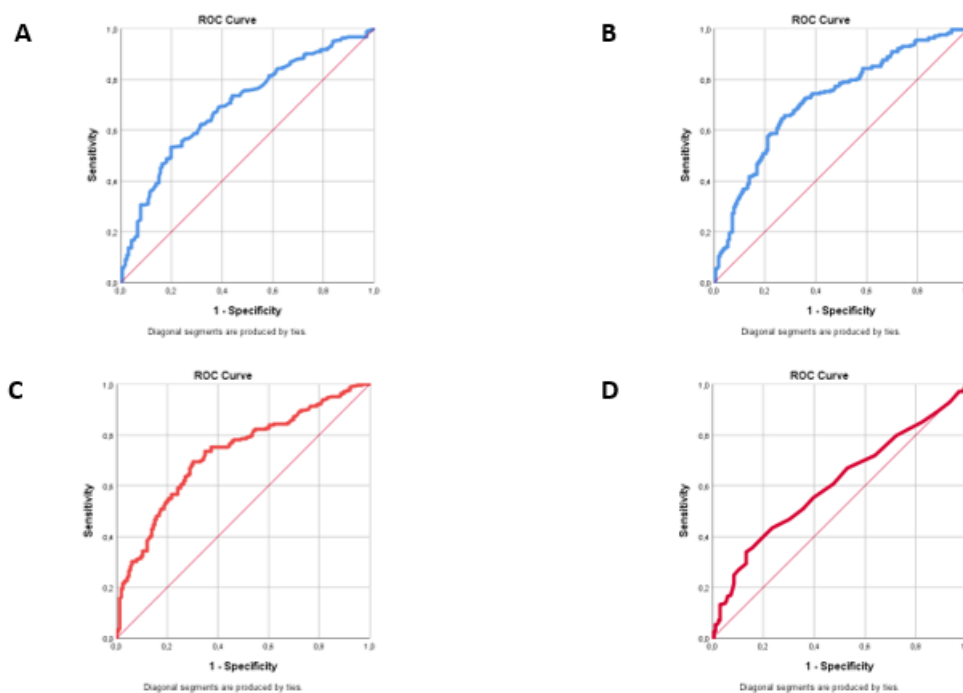 A
ROC Curve
1,0
0,8
0,6
0,4
0,2
0,0
Sensitivity
0,0 0,2 0,4 0,6 0,8 1,0
1 - Specificity
Diagonal segments are produced by ties.
B
ROC Curve
1,0
0,8
0,6
0,4
0,2
0,0
Sensitivity
0,0 0,2 0,4 0,6 0,8
1 - Specificity
Diagonal segments are produced by ties.
C
ROC Curve
1,0
0,8
0,6
0,4
0,2
0,0
Sensitivity
0,0 0,2 0,4 0,6 0,8 1,0
1 - Specificity
Diagonal segments are produced by ties.
D
ROC Curve
1,0
0,8
0,6
0,4
0,2
0,0
Sensitivity
0,0 0,2 0,4 0,6 0,8
1 - Specificity
Diagonal segments are produced by ties.